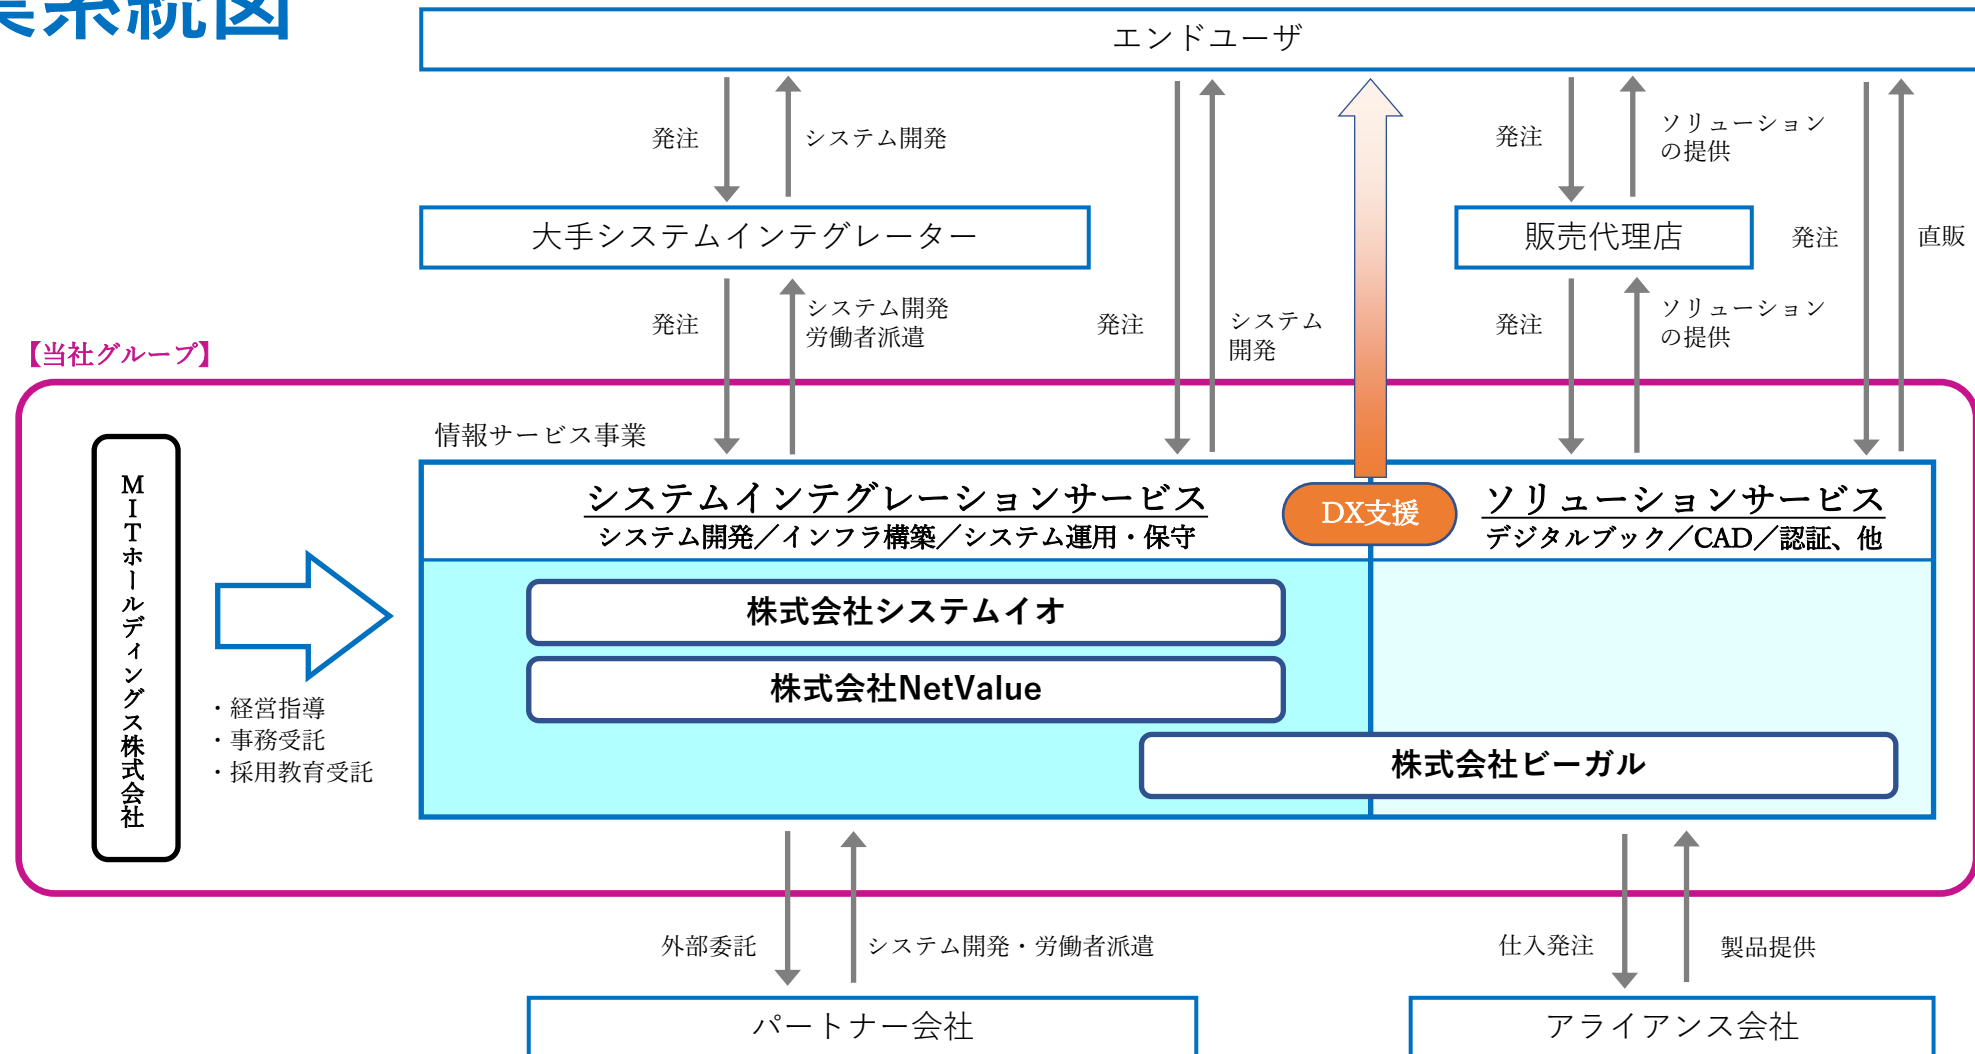 業系統図
エンドユーザ
発注
システム開発
発注
ソリューション
の提供
大手システムインテグレーター
販売代理店
発注
直販
発注
システム開発
労働者派遣
発注
システム
開発
発注
ソリューション
の提供
【当社グループ】
情報サービス事業
MITホールディングス株式会社
システムインテグレーションサービス
システム開発／インフラ構築／システム運用・保守
DX支援
ソリューションサービス
デジタルブック／CAD／認証、他
株式会社システムイオ
株式会社NetValue
株式会社ビーガル
・経営指導
・事務受託
・採用教育受託
外部委託
システム開発・労働者派遣
仕入発注
製品提供
パートナー会社
アライアンス会社